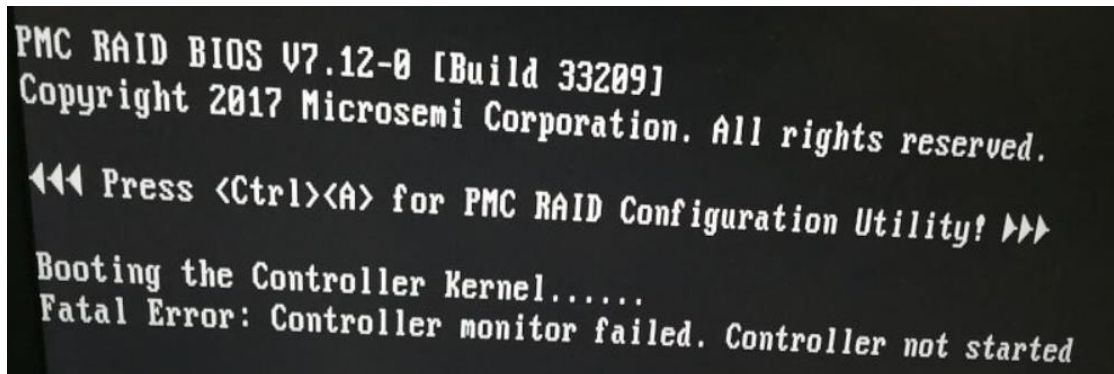 PMC RAID BIOS V7.12-0 [Build 33209]
Copyright 2017 Microsemi Corporation. All rights reserved.
◄◄◄ Press <Ctrl><A> for PMC RAID Configuration Utility! ►►►
Booting the Controller Kernel......
Fatal Error: Controller monitor failed. Controller not started